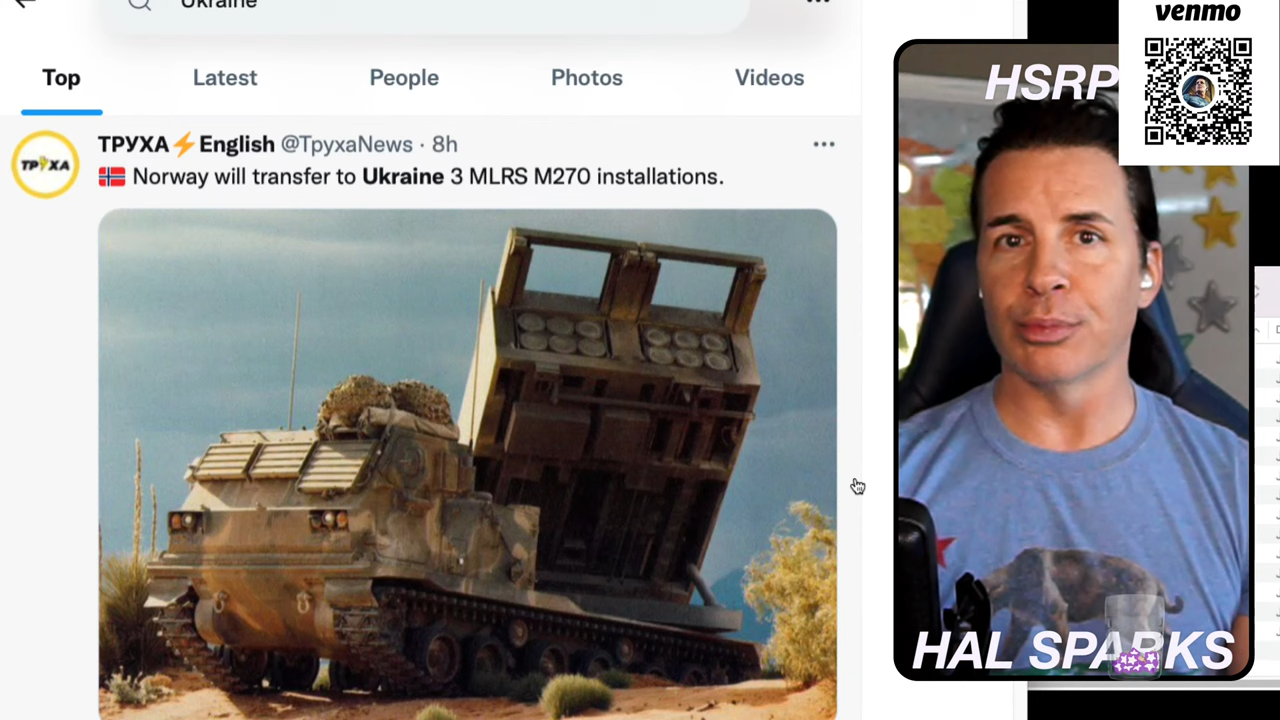 Ukraine
Top
Latest
People
Photos
Videos
ТРУХА⚡English @TpyxaNews · 8h
🇳🇴 Norway will transfer to Ukraine 3 MLRS M270 installations.
ТРУХА
venmo
HSRP
HAL SPARKS